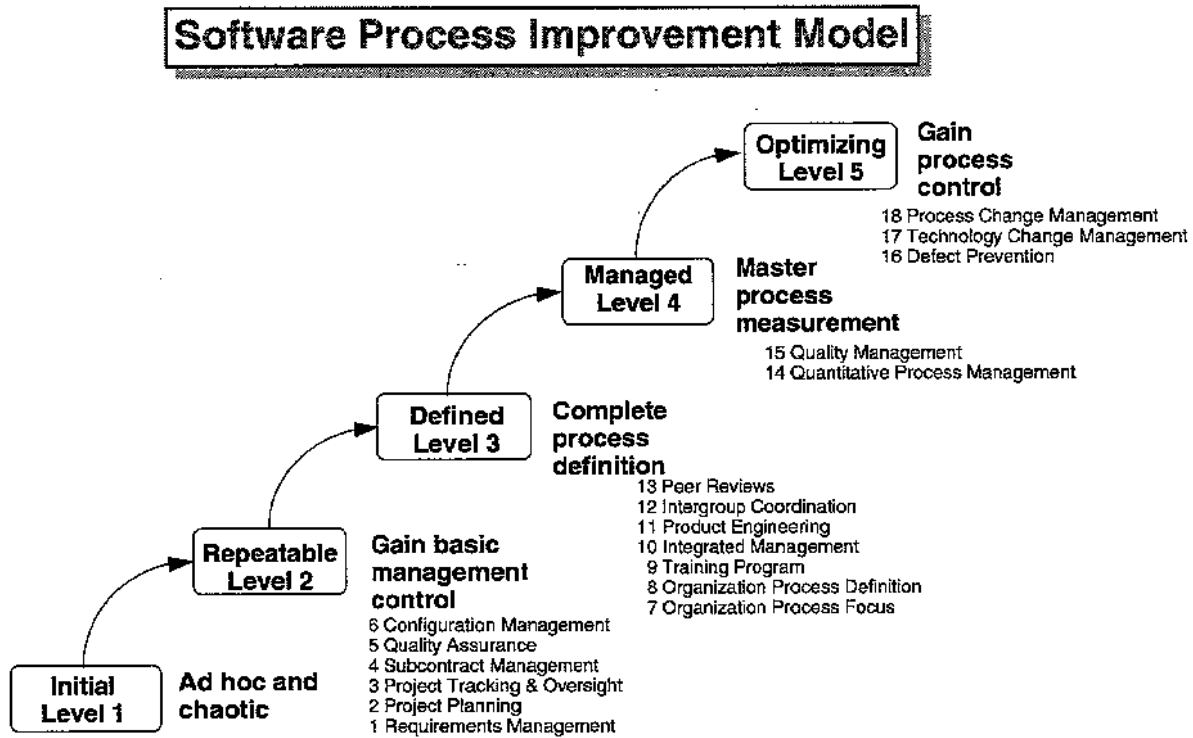 Software Process Improvement Model
Optimizing
Level 5
Gain
process
control
18 Process Change Management
17 Technology Change Management
16 Defect Prevention
Managed
Level 4
Master
process
measurement
15 Quality Management
14 Quantitative Process Management
Defined
Level 3
Complete
process
definition
13 Peer Reviews
12 Intergroup Coordination
11 Product Engineering
10 Integrated Management
9 Training Program
8 Organization Process Definition
7 Organization Process Focus
Repeatable
Level 2
Gain basic
management
control
6 Configuration Management
5 Quality Assurance
4 Subcontract Management
3 Project Tracking & Oversight
2 Project Planning
1 Requirements Management
Initial
Level 1
Ad hoc and
chaotic